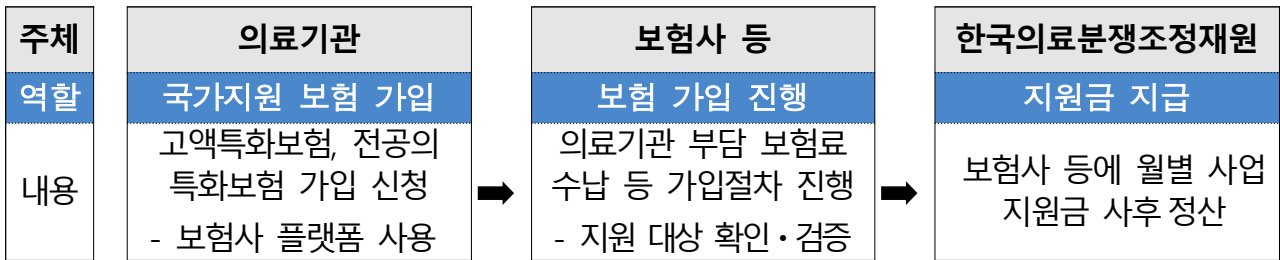 주체
역할
내용
의료기관
국가지원 보험 가입
고액특화보험, 전공의
특화보험 가입 신청
- 보험사 플랫폼 사용
➡
보험사 등
보험 가입 진행
의료기관 부담 보험료
수납 등 가입절차 진행
- 지원 대상 확인·검증
➡
한국의료분쟁조정재원
지원금 지급
보험사 등에 월별 사업
지원금 사후 정산